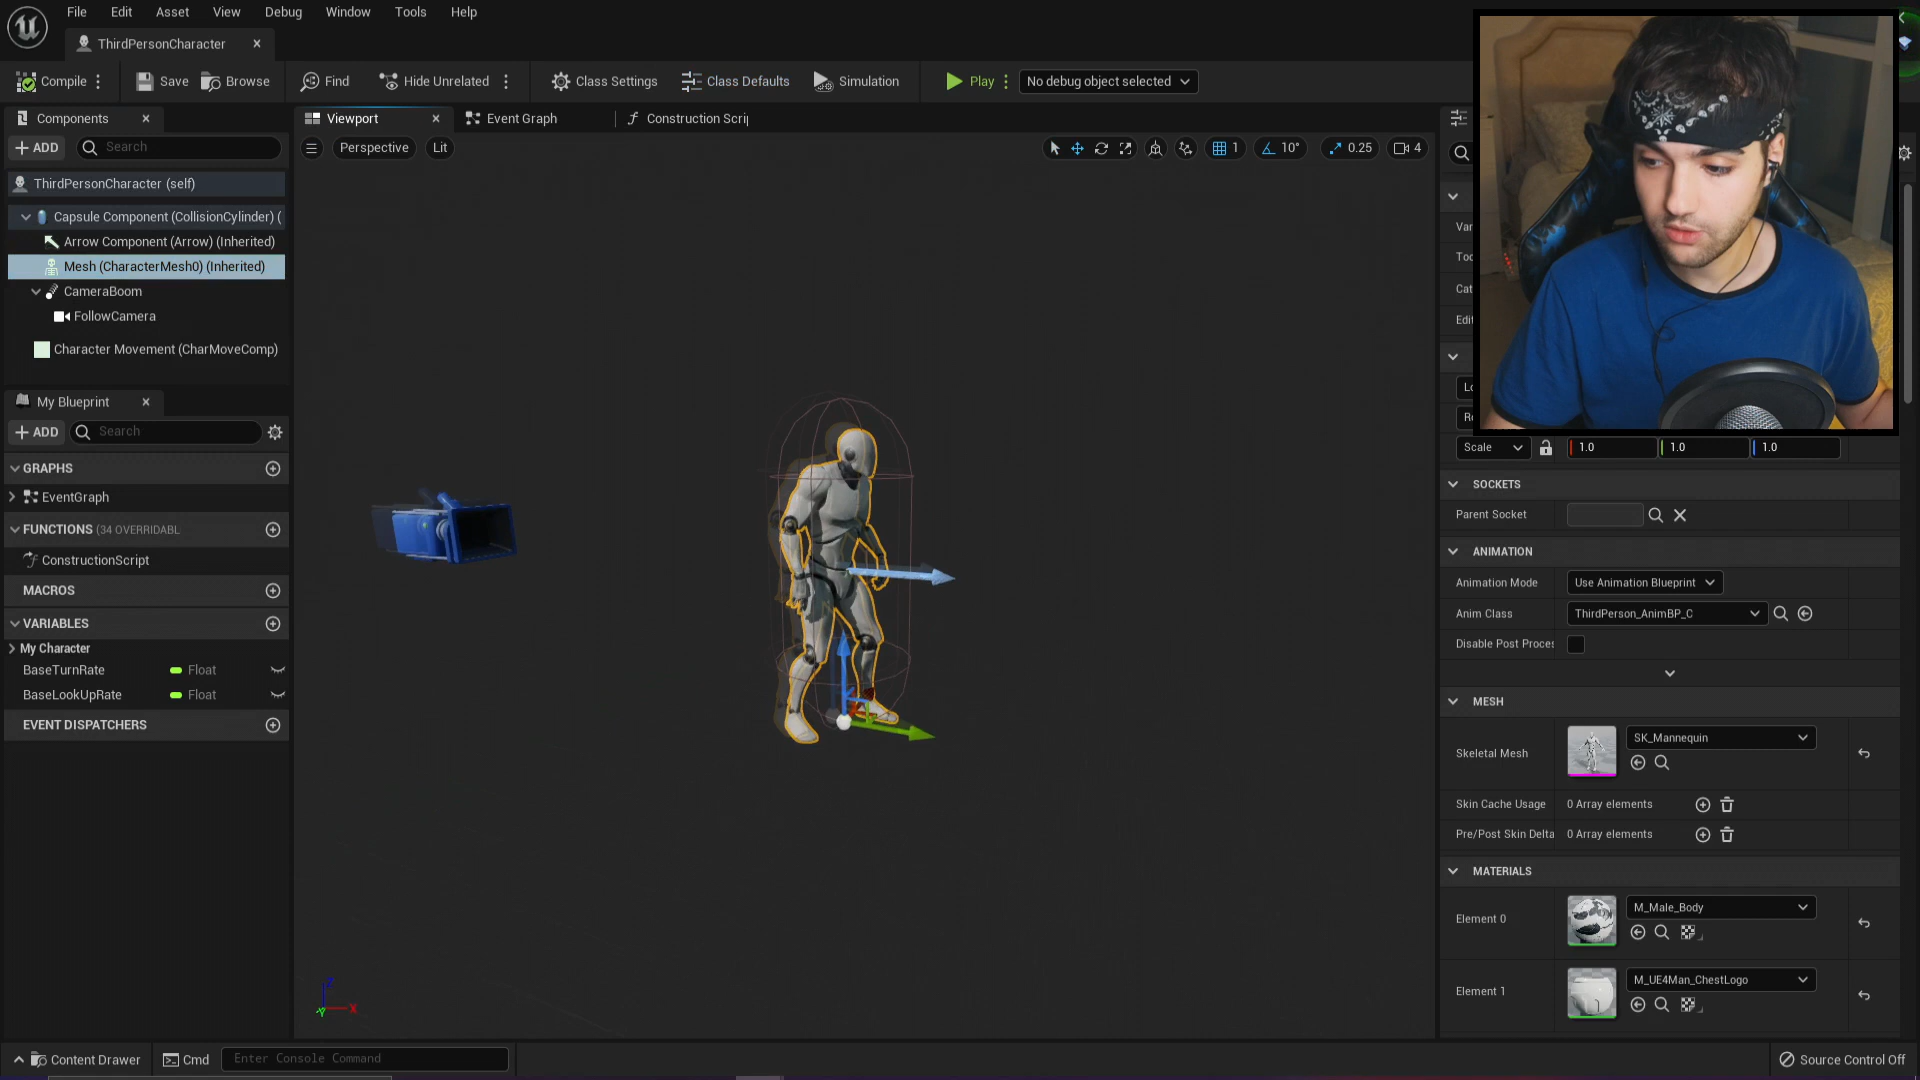 File Edit Asset View Debug Window Tools Help
ThirdPersonCharacter
Compile Save Browse Find Hide Unrelated Class Settings Class Defaults Simulation Play No debug object selected
Components Viewport Event Graph Construction Scrip
ADD Search Perspective Lit 1 10° 0.25 4
ThirdPersonCharacter (self)
Capsule Component (CollisionCylinder) (
Arrow Component (Arrow) (Inherited)
Mesh (CharacterMesh0) (Inherited)
CameraBoom
FollowCamera
Character Movement (CharMoveComp)
My Blueprint
ADD Search
GRAPHS
EventGraph
FUNCTIONS (34 OVERRIDABL
ConstructionScript
MACROS
VARIABLES
My Character
BaseTurnRate Float
BaseLookUpRate Float
EVENT DISPATCHERS
Z
Y X
Var
Cat
Scale 1.0 1.0 1.0
SOCKETS
Parent Socket
ANIMATION
Animation Mode Use Animation Blueprint
Anim Class ThirdPerson_AnimBP_C
Disable Post Proces
MESH
Skeletal Mesh SK_Mannequin
Skin Cache Usage 0 Array elements
Pre/Post Skin Delta 0 Array elements
MATERIALS
Element 0 M_Male_Body
Element 1 M_UE4Man_ChestLogo
Content Drawer Cmd Enter Console Command Source Control Off